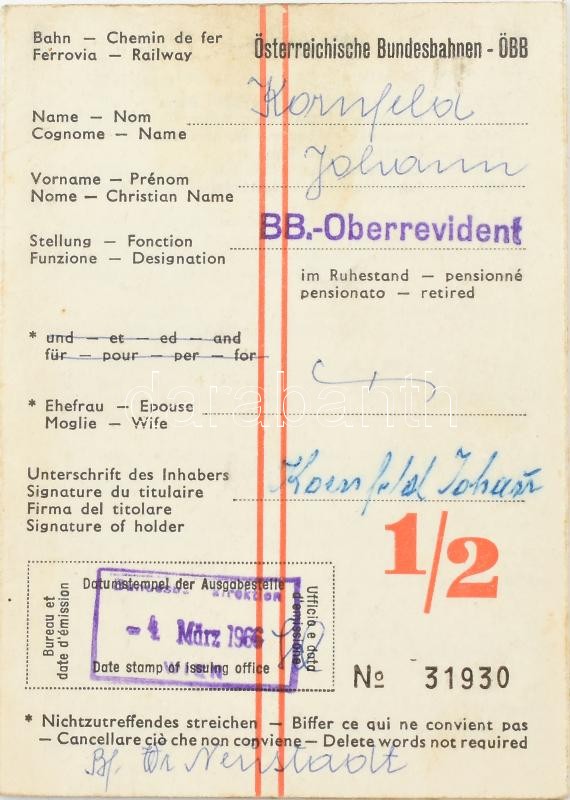 Bahn — Chemin de fer
Ferrovia — Railway
Österreichische Bundesbahnen - ÖBB
Name — Nom
Cognome — Name
Kornfeld
Vorname — Prénom
Nome — Christian Name
Johann
Stellung — Fonction
Funzione — Designation
BB.-Oberrevident
im Ruhestand — pensionné
pensionato — retired
* und — et — ed — and
für — pour — per — for
* Ehefrau — Epouse
Moglie — Wife
darabanth
Unterschrift des Inhabers
Signature du titulaire
Firma del titolare
Signature of holder
Kornfeld Johann
1/2
Bureau et
date d'émission
Datumstempel der Ausgabestelle
- 4. März 1966
WIEN
Date stamp of issuing office
Ufficio e data
d'emissione
№ 31930
* Nichtzutreffendes streichen — Biffer ce qui ne convient pas
— Cancellare ciò che non conviene — Delete words not required
Bf. Wr Neustadt